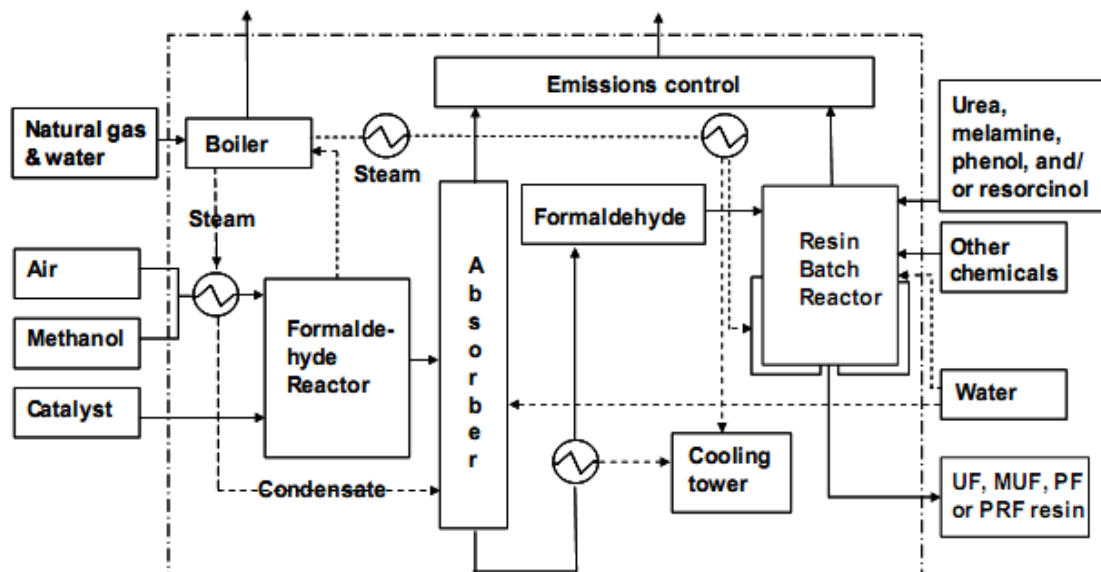 Emissions control
Natural gas
& water
Boiler
Steam
Urea,
melamine,
phenol, and/
or resorcinol
Steam
Formaldehyde
Air
Methanol
Catalyst
Formalde-
hyde
Reactor
A
b
s
o
r
b
e
r
Resin
Batch
Reactor
Other
chemicals
Water
Condensate
Cooling
tower
UF, MUF, PF
or PRF resin